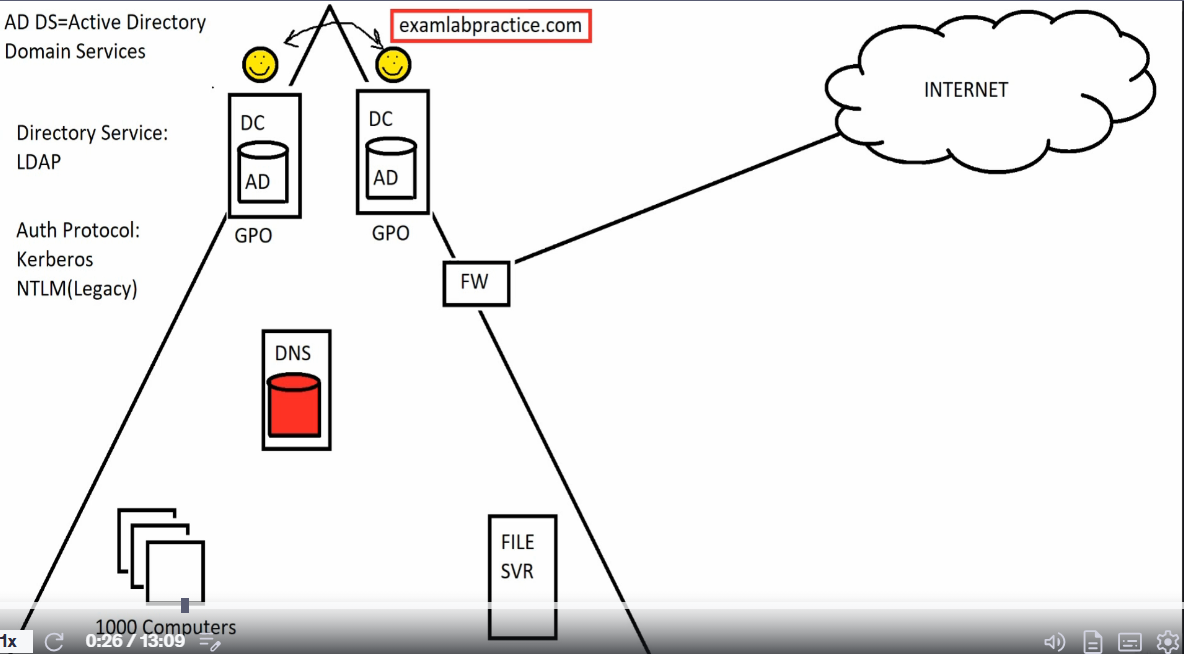 AD DS=Active Directory
Domain Services
examlabpractice.com
INTERNET
DC
AD
GPO
DC
AD
GPO
Directory Service:
LDAP
Auth Protocol:
Kerberos
NTLM(Legacy)
FW
DNS
FILE
SVR
1000 Computers
1x
0:26 / 13:09